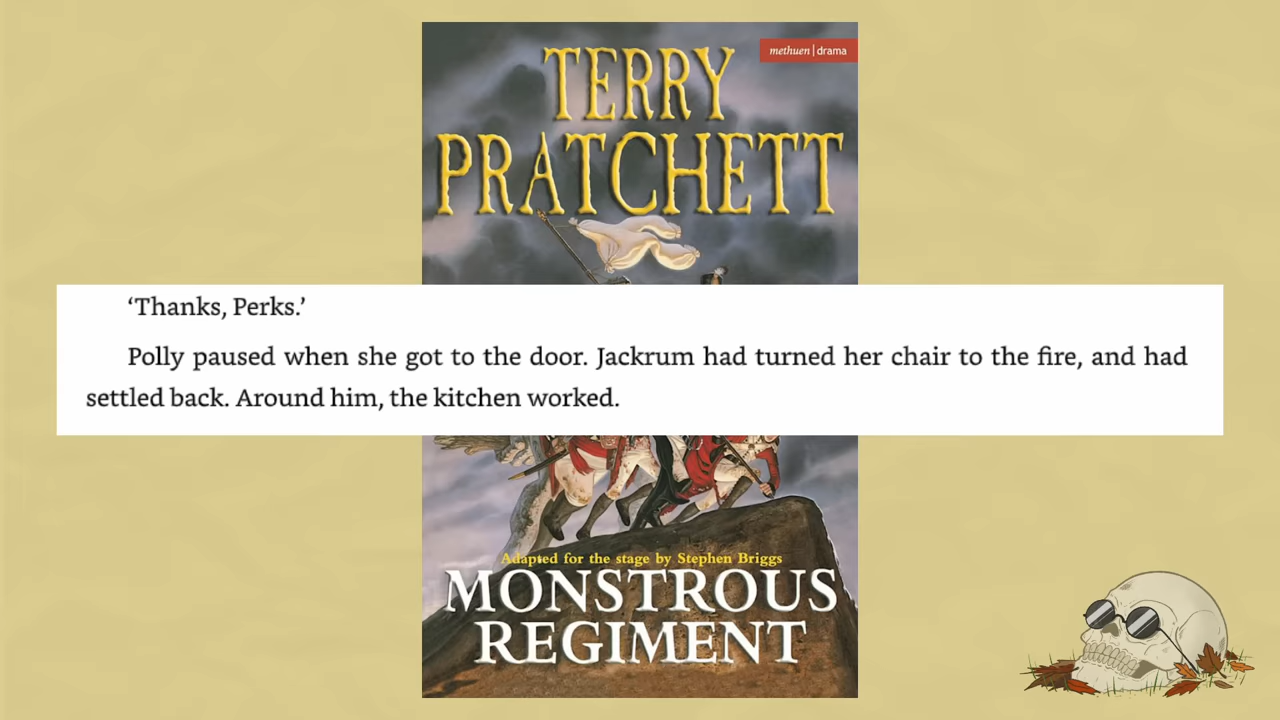 methuen | drama
TERRY
PRATCHETT
‘Thanks, Perks.’
Polly paused when she got to the door. Jackrum had turned her chair to the fire, and had
settled back. Around him, the kitchen worked.
Adapted for the stage by Stephen Briggs
MONSTROUS
REGIMENT